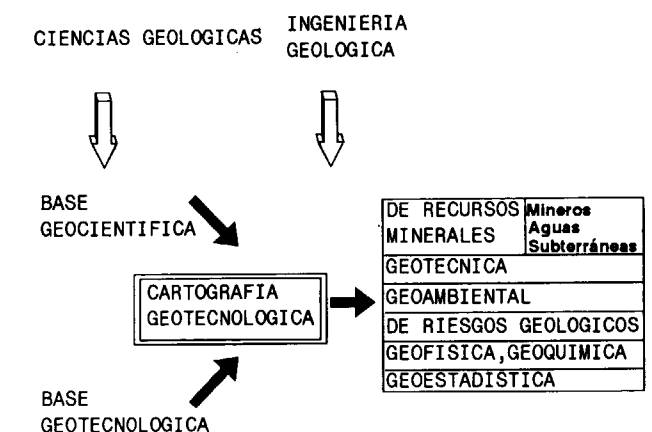 CIENCIAS GEOLOGICAS
INGENIERIA
GEOLOGICA
BASE
GEOCIENTIFICA
CARTOGRAFIA
GEOTECNOLOGICA
BASE
GEOTECNOLOGICA
DE RECURSOS
MINERALES
Mineros
Aguas
Subterráneas
GEOTECNICA
GEOAMBIENTAL
DE RIESGOS GEOLOGICOS
GEOFISICA,GEOQUIMICA
GEOESTADISTICA